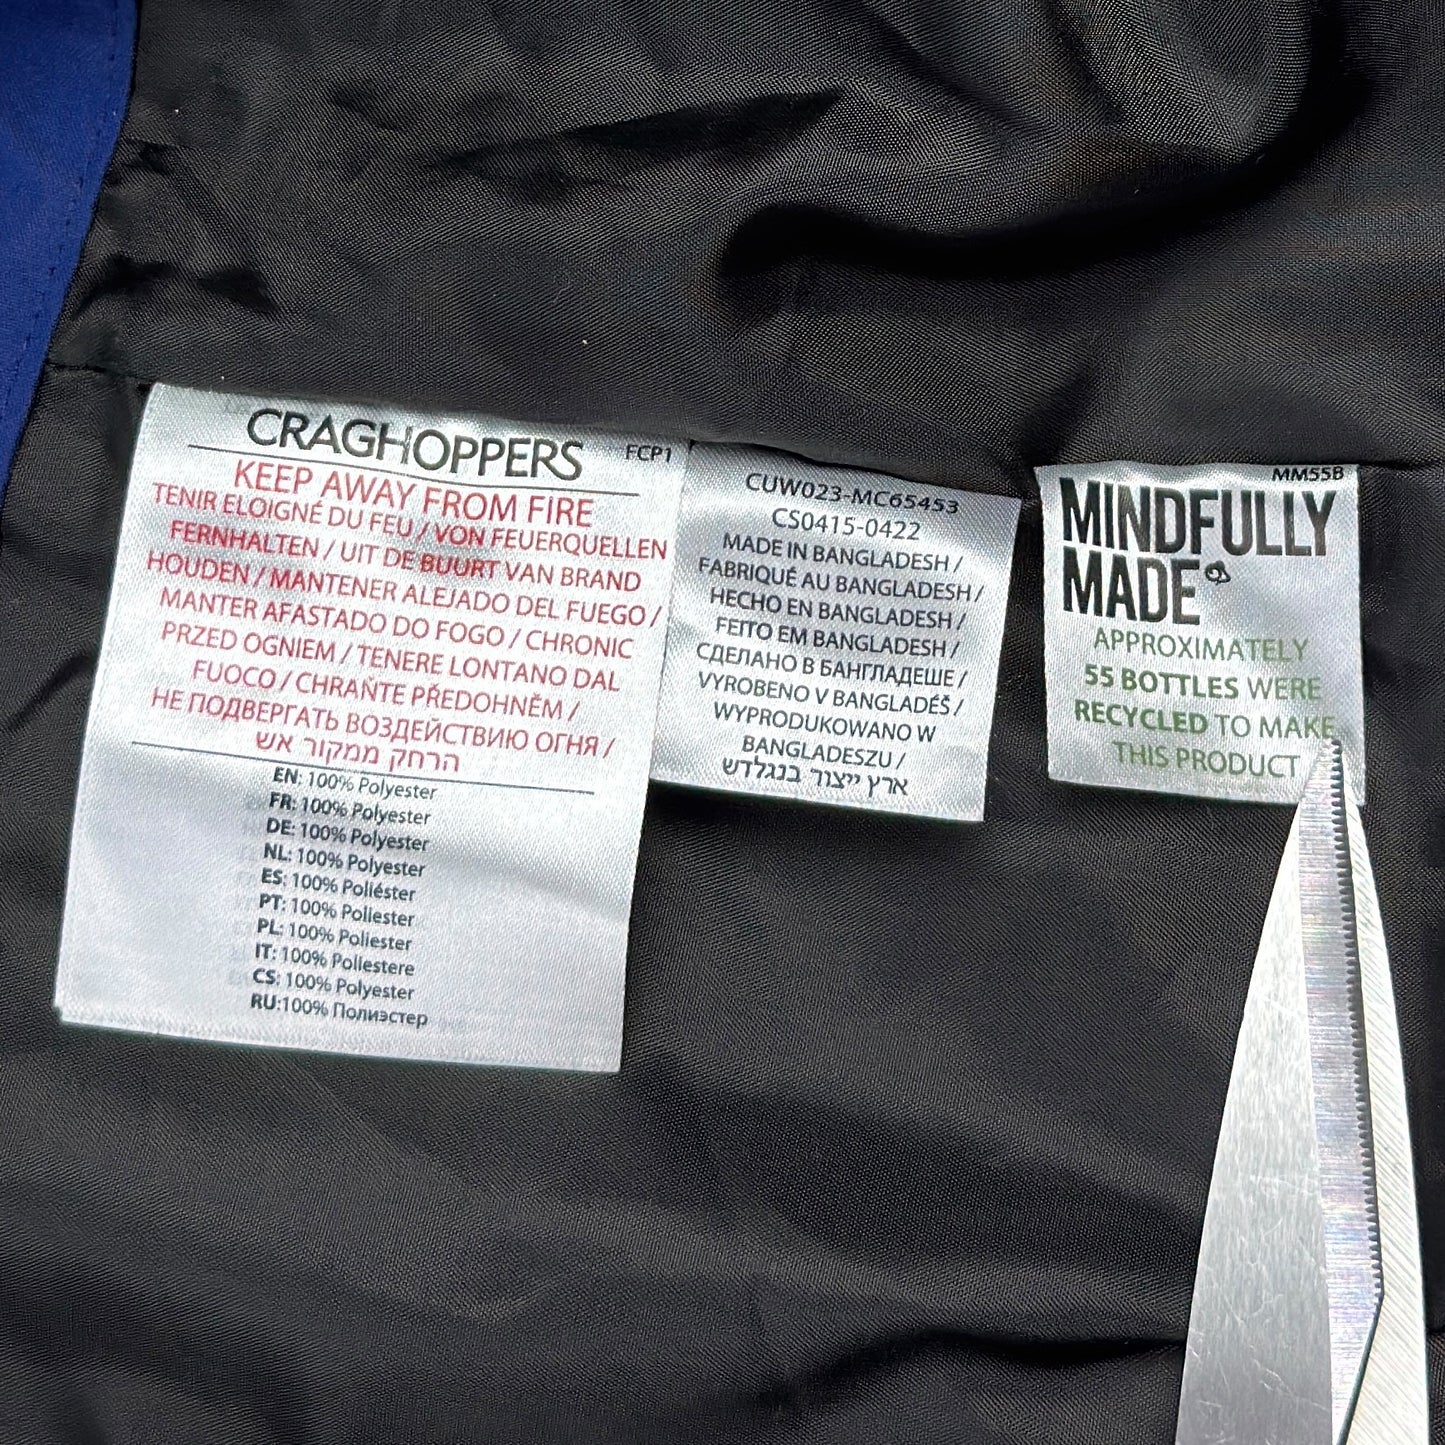 CRAGHOPPERS
FCP1
KEEP AWAY FROM FIRE
TENIR ELOIGNÉ DU FEU / VON FEUERQUELLEN
FERNHALTEN / UIT DE BUURT VAN BRAND
HOUDEN / MANTENER ALEJADO DEL FUEGO /
MANTER AFASTADO DO FOGO / CHRONIC
PRZED OGNIEM / TENERE LONTANO DAL
FUOCO / CHRAŇTE PŘEDOHNĚM /
НЕ ПОДВЕРГАТЬ ВОЗДЕЙСТВИЮ ОГНЯ /
הרחק ממקור אש
EN: 100% Polyester
FR: 100% Polyester
DE: 100% Polyester
NL: 100% Polyester
ES: 100% Poliéster
PT: 100% Poliester
PL: 100% Poliester
IT: 100% Poliestere
CS: 100% Polyester
RU:100% Полиэстер
CUW023-MC65453
CS0415-0422
MADE IN BANGLADESH /
FABRIQUÉ AU BANGLADESH /
HECHO EN BANGLADESH /
FEITO EM BANGLADESH /
СДЕЛАНО В БАНГЛАДЕШЕ /
VYROBENO V BANGLADÉŠ /
WYPRODUKOWANO W
BANGLADESZU /
ארץ ייצור בנגלדש
MM55B
MINDFULLY
MADE
APPROXIMATELY
55 BOTTLES WERE
RECYCLED TO MAKE
THIS PRODUCT